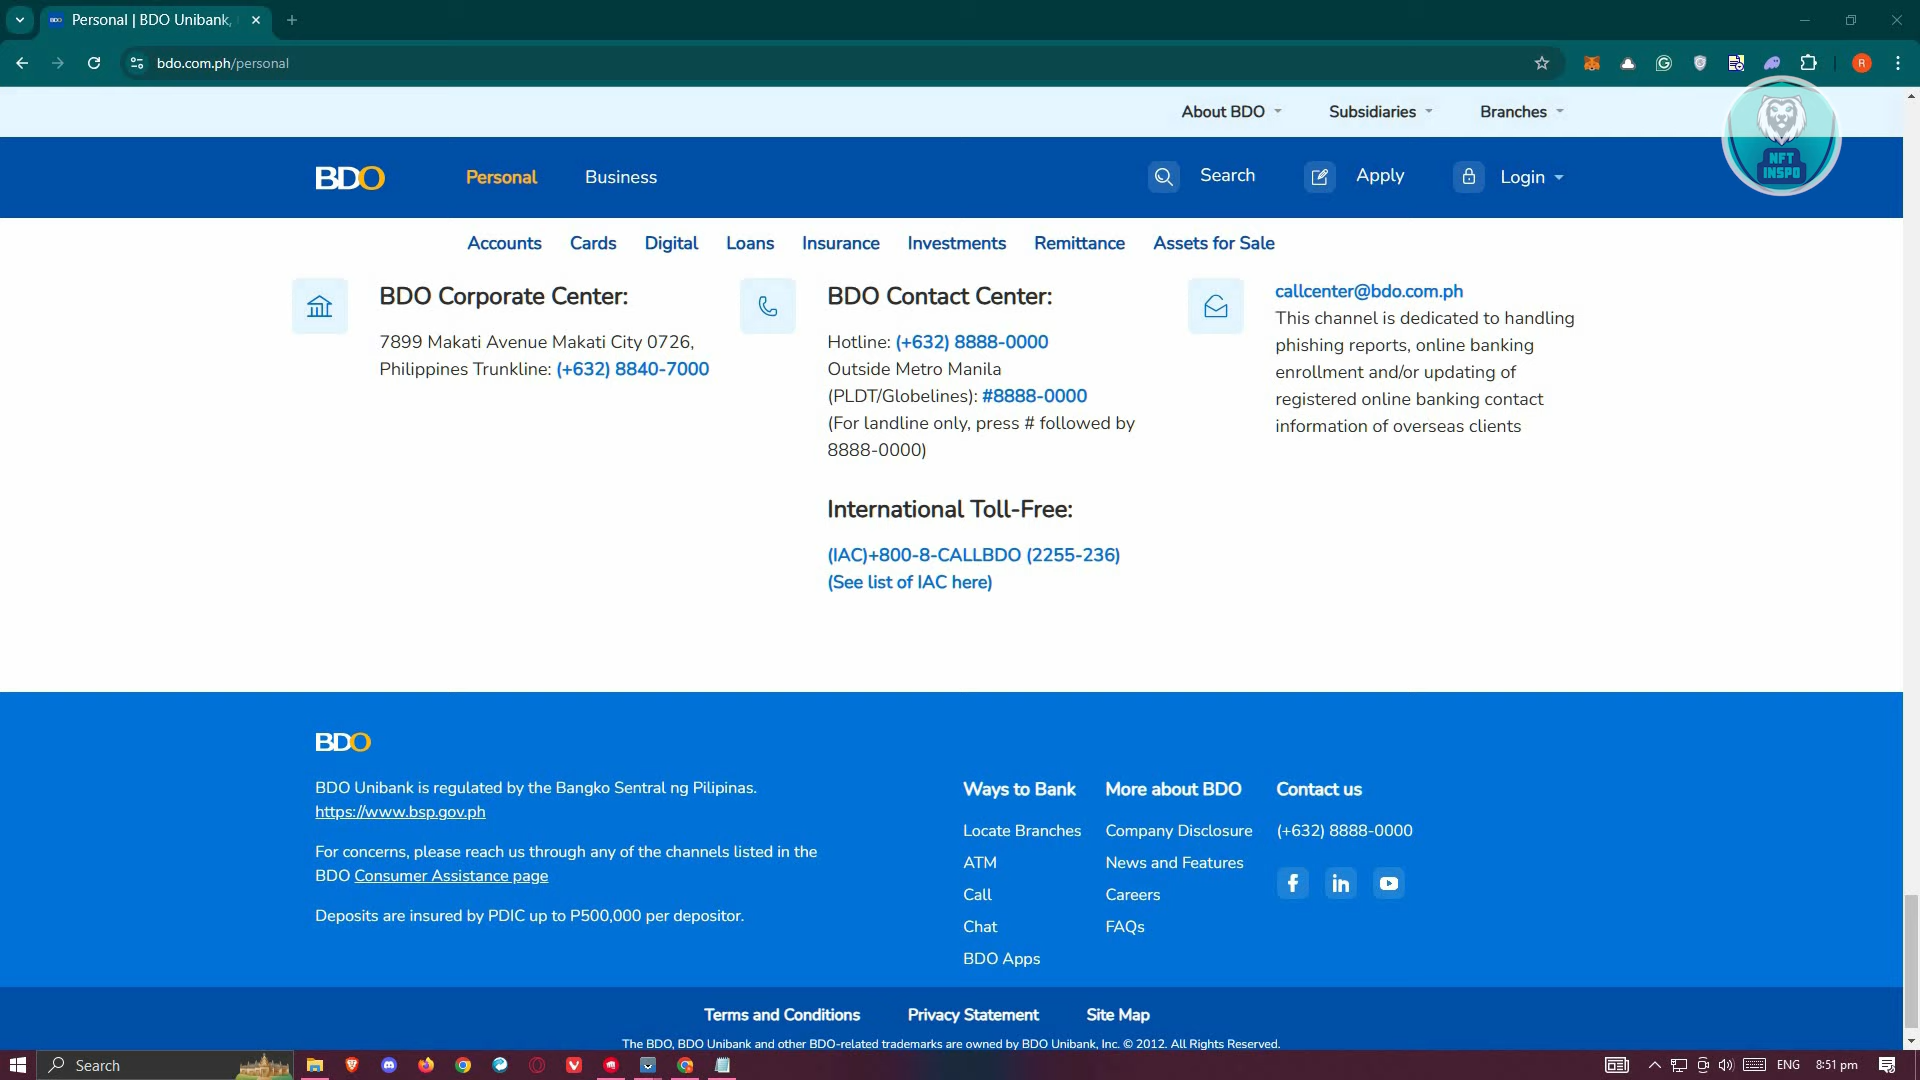 Personal | BDO Unibank,
bdo.com.ph/personal
R
About BDO
Subsidiaries
Branches
NFT
INSPO
BDO
Personal
Business
Search
Apply
Login
Accounts
Cards
Digital
Loans
Insurance
Investments
Remittance
Assets for Sale
BDO Corporate Center:
7899 Makati Avenue Makati City 0726,
Philippines Trunkline: (+632) 8840-7000
BDO Contact Center:
Hotline: (+632) 8888-0000
Outside Metro Manila
(PLDT/Globelines): #8888-0000
(For landline only, press # followed by
8888-0000)
International Toll-Free:
(IAC)+800-8-CALLBDO (2255-236)
(See list of IAC here)
callcenter@bdo.com.ph
This channel is dedicated to handling
phishing reports, online banking
enrollment and/or updating of
registered online banking contact
information of overseas clients
BDO
BDO Unibank is regulated by the Bangko Sentral ng Pilipinas.
https://www.bsp.gov.ph
For concerns, please reach us through any of the channels listed in the
BDO Consumer Assistance page
Deposits are insured by PDIC up to P500,000 per depositor.
Ways to Bank
Locate Branches
ATM
Call
Chat
BDO Apps
More about BDO
Company Disclosure
News and Features
Careers
FAQs
Contact us
(+632) 8888-0000
Terms and Conditions
Privacy Statement
Site Map
The BDO, BDO Unibank and other BDO-related trademarks are owned by BDO Unibank, Inc. © 2012. All Rights Reserved.
Search
ENG
8:51 pm